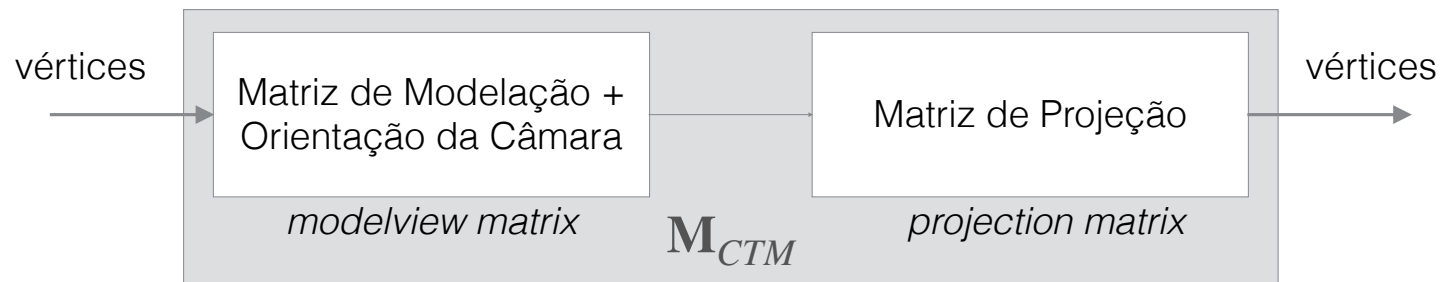 vértices
Matriz de Modelação +
Orientação da Câmara
Matriz de Projeção
vértices
modelview matrix
M_CTM
projection matrix